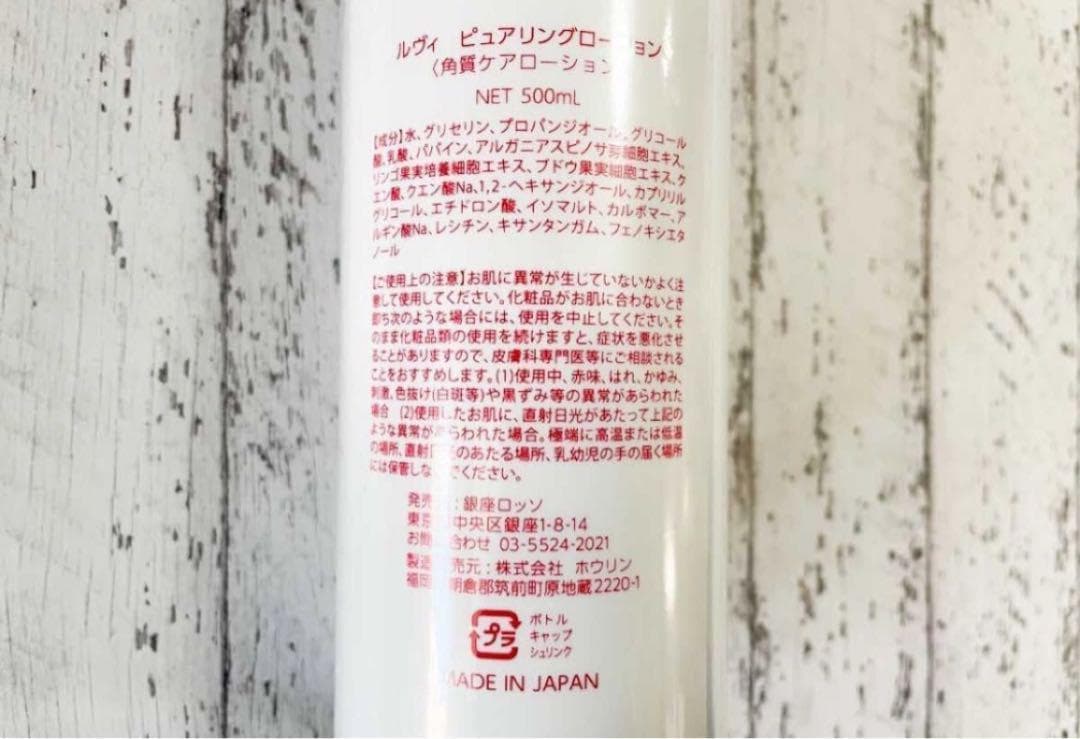 ルヴィ ピュアリングロ ョン
〈角質ケアローショ
NET 500mL
【成分】水、グリセリン、プロパンジオール、グリコール
酸、乳酸、パパイン、アルガニアスピノサ芽細胞エキス、
リンゴ果実培養細胞エキス、ブドウ果実細胞エキス、ク
エン酸、クエン酸Na、1,2-ヘキサンジオール、カプリリル
グリコール、エチドロン酸、イソマルト、カルボマー、ア
ルギン酸Na、レシチン、キサンタンガム、フェノキシエタ
ノール
【ご使用上の注意】お肌に異常が生じていないかよく注
意して使用してください。化粧品がお肌に合わないとき
即ち次のような場合には、使用を中止してください。そ
のまま化粧品類の使用を続けますと、症状を悪化させ
ることがありますので、皮膚科専門医等にご相談される
ことをおすすめします。(1)使用中、赤味、はれ、かゆみ、
刺激、色抜け(白斑等)や黒ずみ等の異常があらわれた
場合 (2)使用したお肌に、直射日光があたって上記の
ような異常が らわれた場合。極端に高温または低温
の場所、直射 のあたる場所、乳幼児の手の届く場所
には保管しな でください。
発売 :銀座ロッソ
東京 中央区銀座1-8-14
お問 合わせ 03-5524-2021
製造 売元:株式会社 ホウリン
福岡 朝倉郡筑前町原地蔵2220-1
プラ
ボトル
キャップ
シュリンク
MADE IN JAPAN